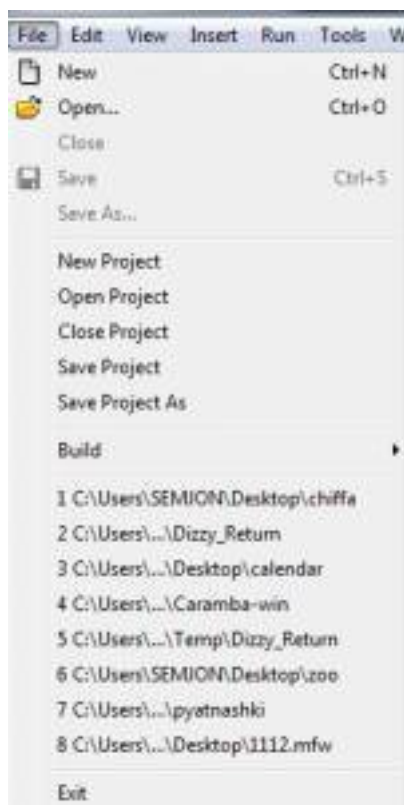 File Edit View Insert Run Tools W
New Ctrl+N
Open... Ctrl+O
Close
Save Ctrl+S
Save As...
New Project
Open Project
Close Project
Save Project
Save Project As
Build
1 C:\Users\SEMJON\Desktop\chiffa
2 C:\Users\...\Dizzy_Return
3 C:\Users\...\Desktop\calendar
4 C:\Users\...\Caramba-win
5 C:\Users\...\Temp\Dizzy_Return
6 C:\Users\SEMJON\Desktop\zoo
7 C:\Users\...\pyatnashki
8 C:\Users\...\Desktop\1112.mfw
Exit